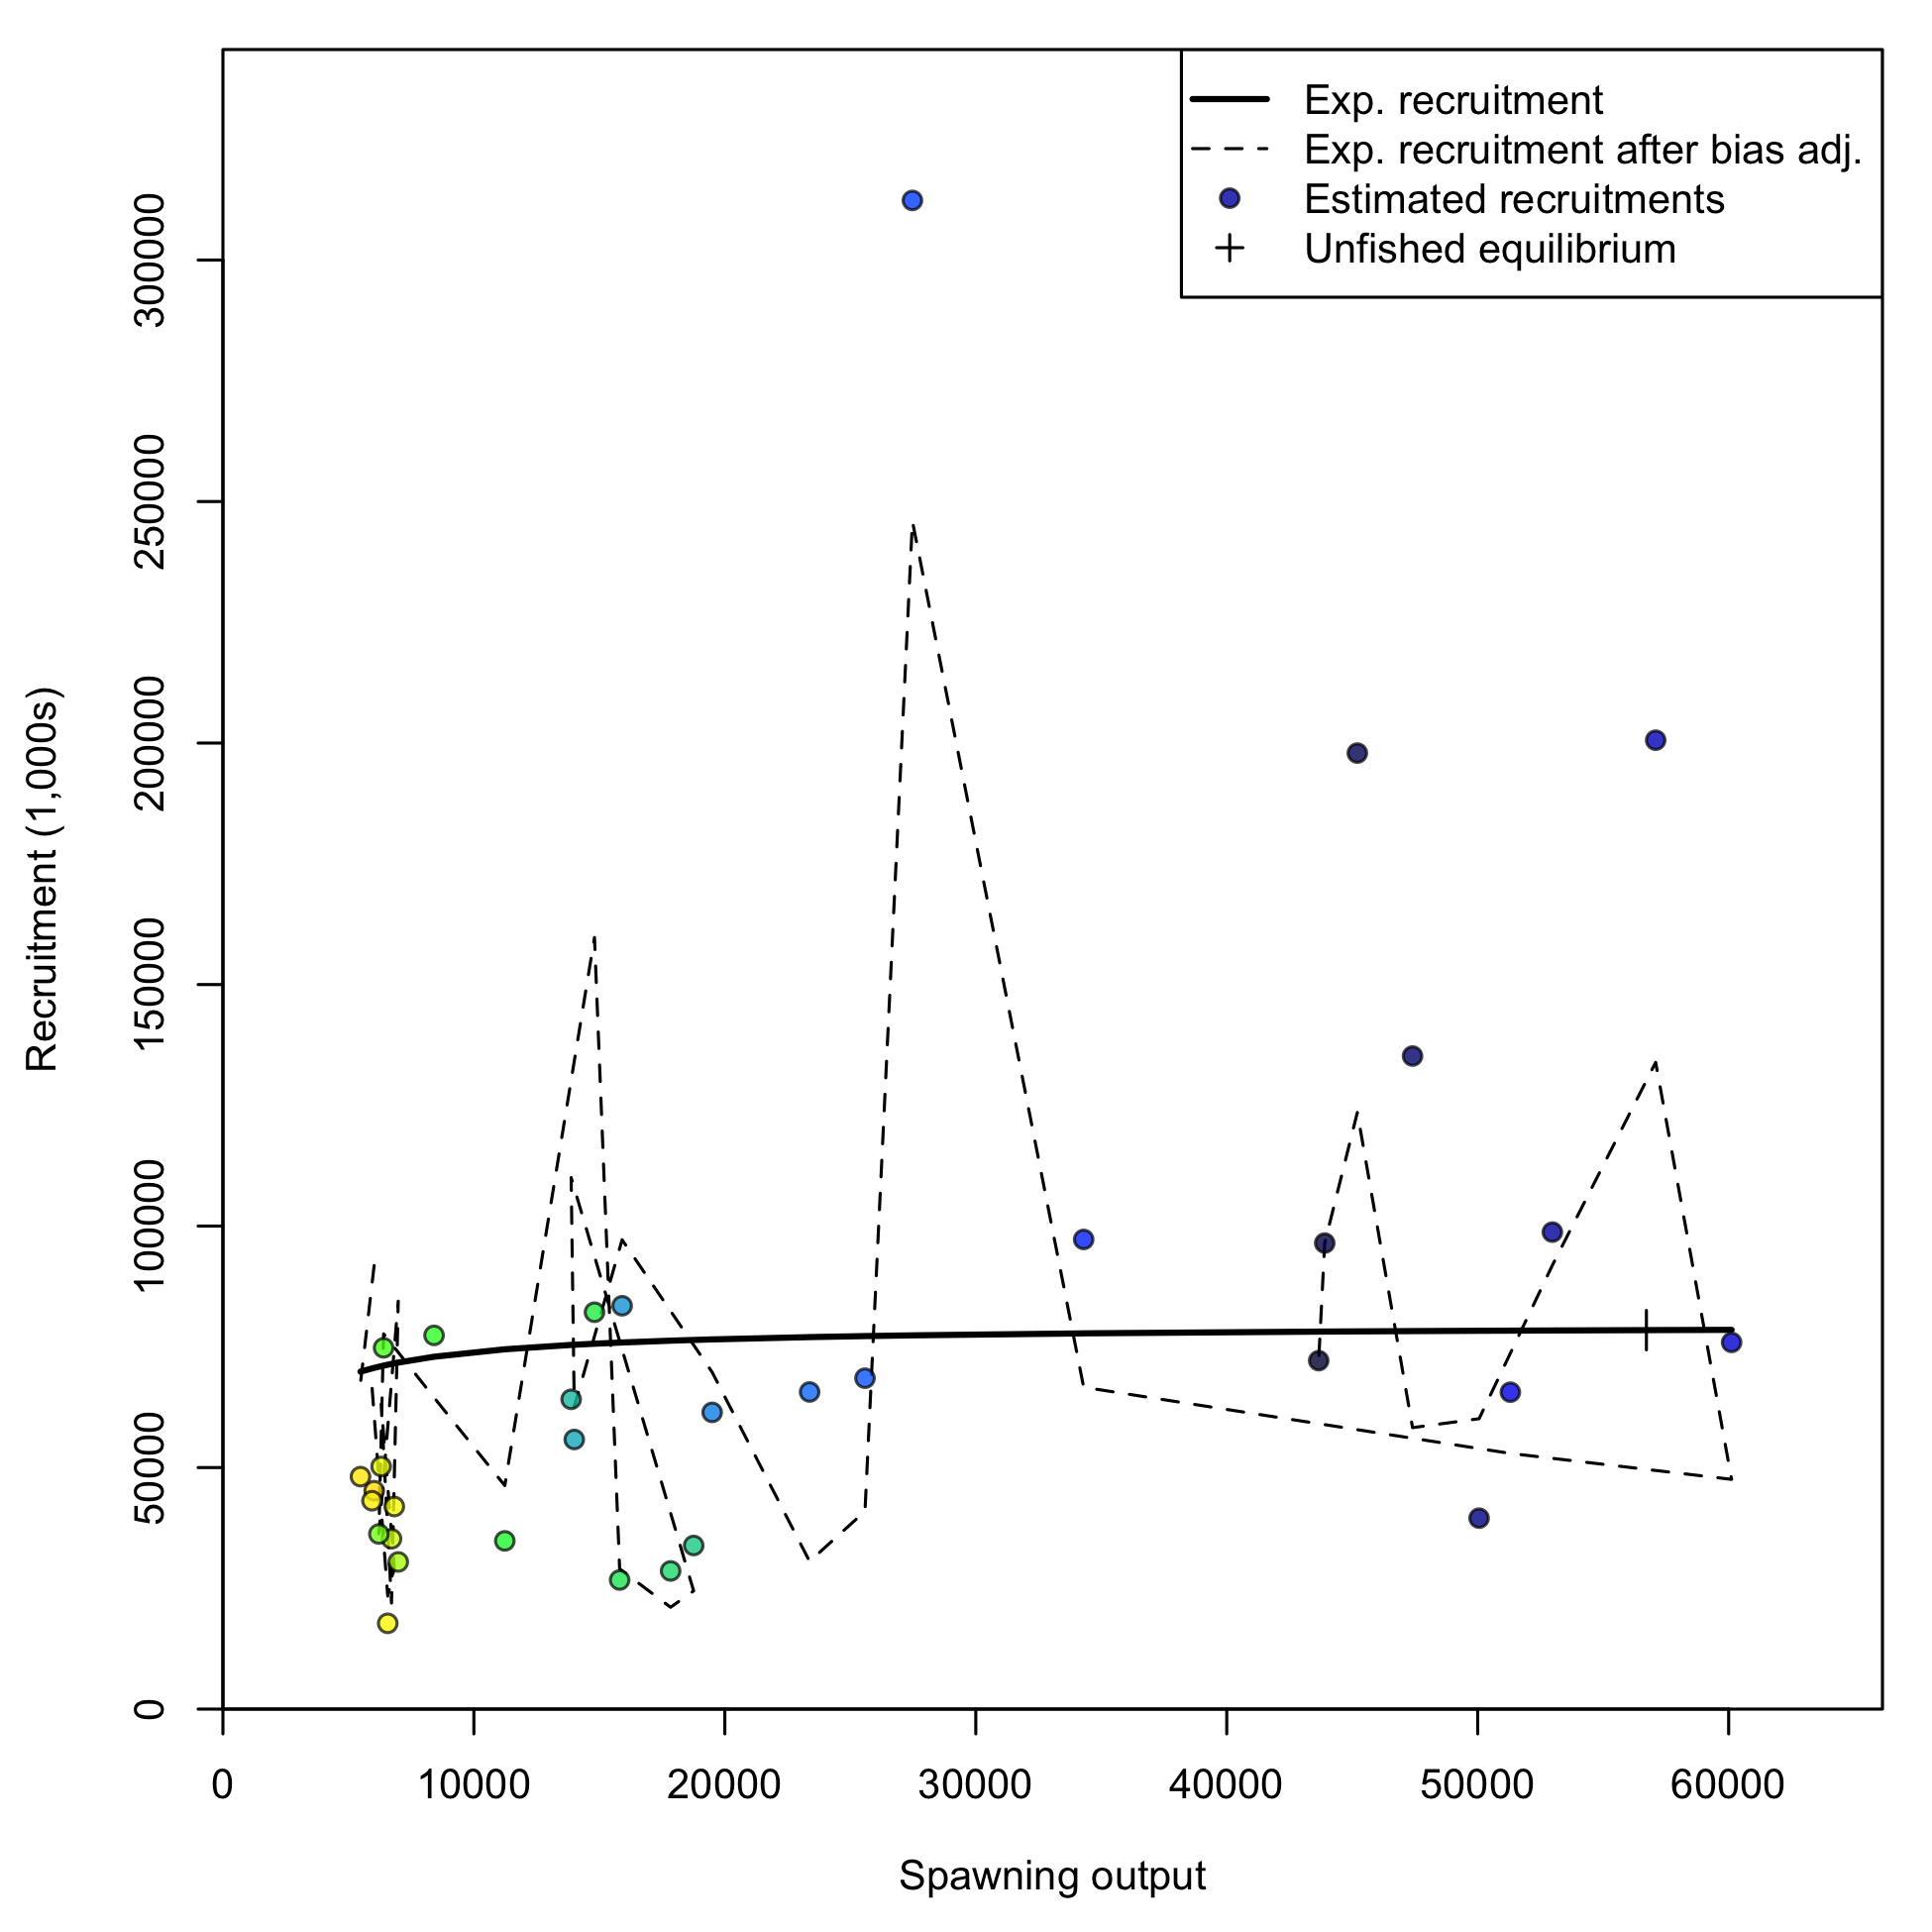 Exp. recruitment
Exp. recruitment after bias adj.
Estimated recruitments
Unfished equilibrium
Recruitment (1,000s)
300000
250000
200000
150000
100000
50000
0
0 10000 20000 30000 40000 50000 60000
Spawning output